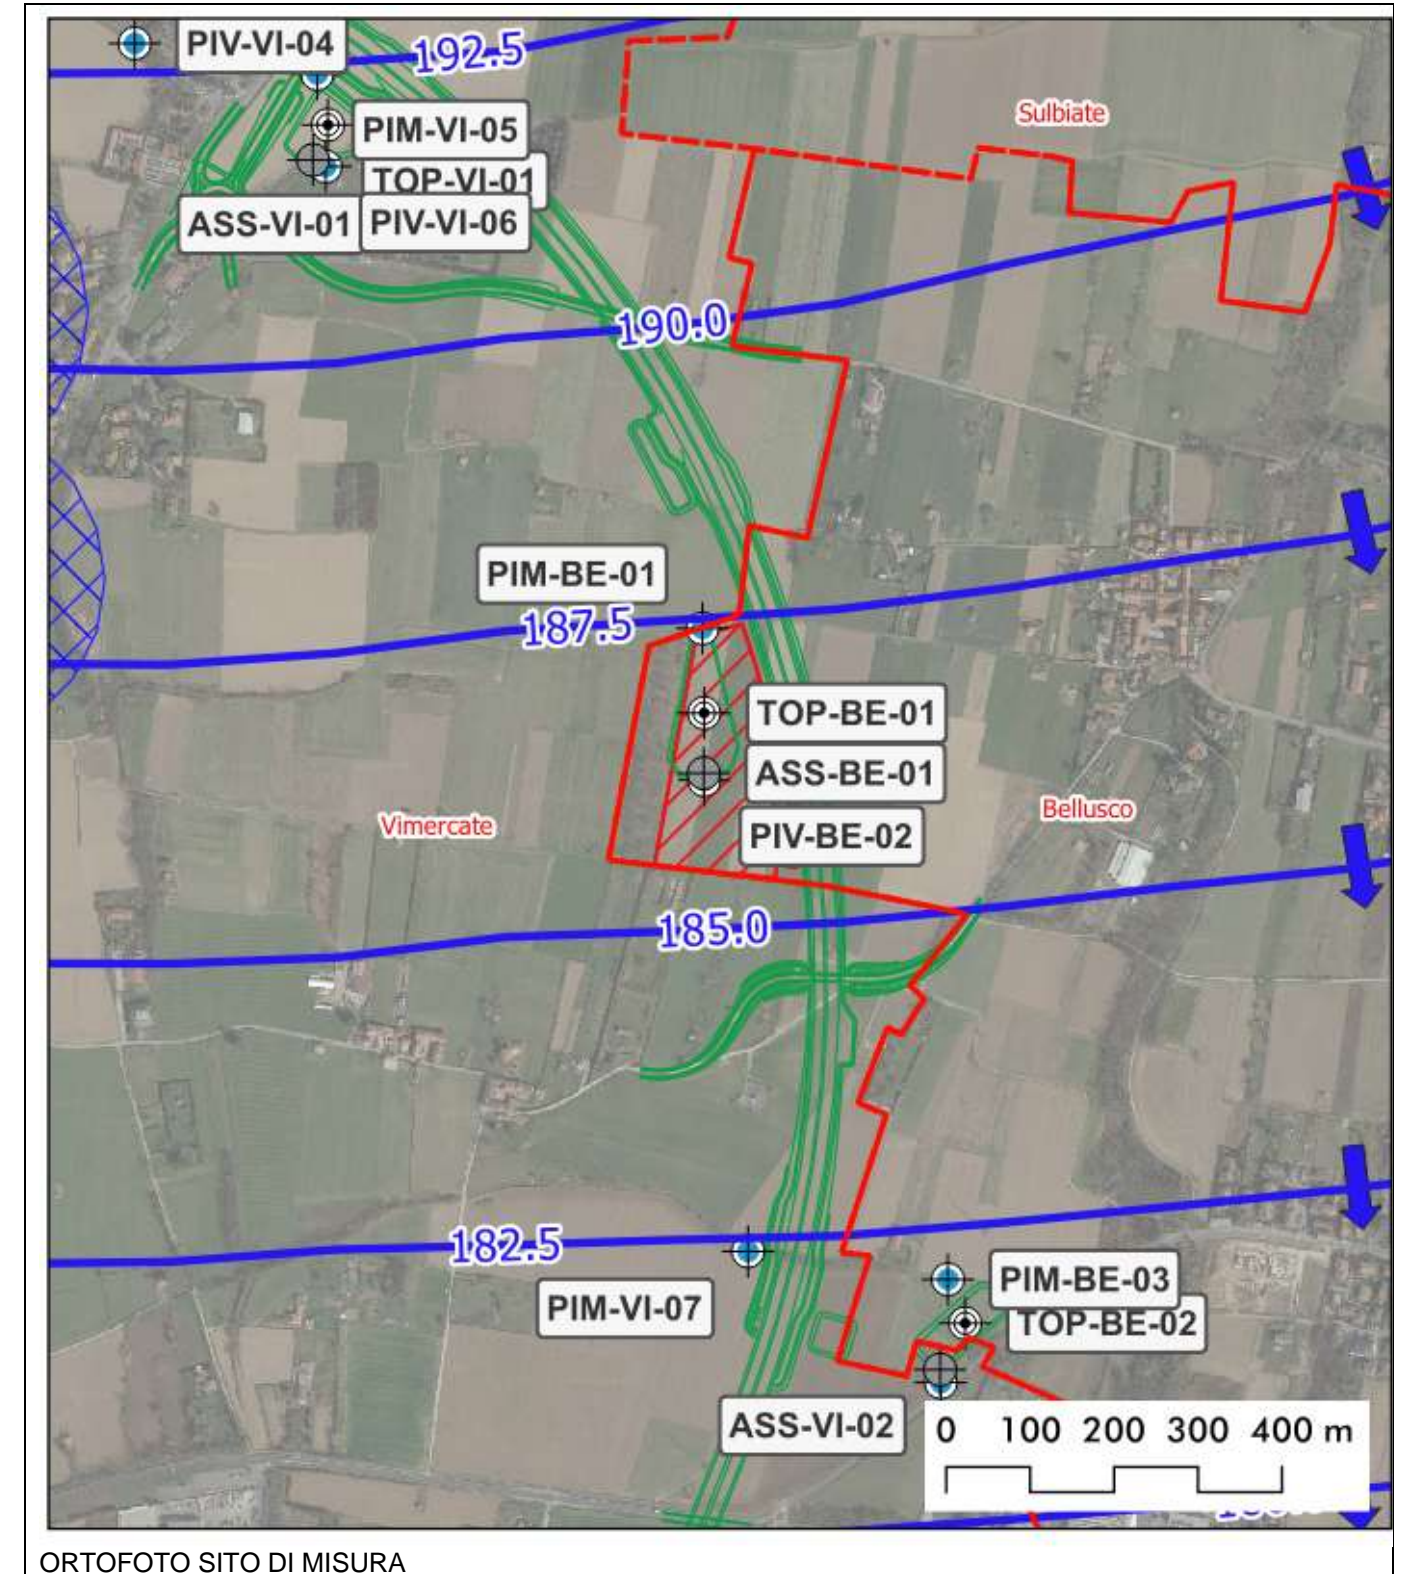 PIV-VI-04
192.5
Sulbiate
PIM-VI-05
TOP-VI-01
ASS-VI-01
PIV-VI-06
190.0
PIM-BE-01
187.5
TOP-BE-01
ASS-BE-01
PIV-BE-02
Vimercate
Bellusco
185.0
182.5
PIM-VI-07
PIM-BE-03
TOP-BE-02
ASS-VI-02
0 100 200 300 400 m
ORTOFOTO SITO DI MISURA